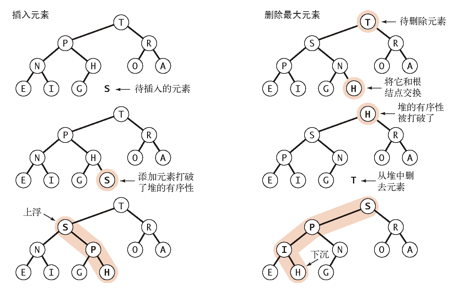 插入元素
T
P R
N H O A
E I G S 待插入的元素
T
P R
N H O A
E I G S 添加元素打破
了堆的有序性
上浮 T
S R
N P O A
E I G H
删除最大元素
T 待删除元素
S R
P N O A
E I G H 将它和根
结点交换
H 堆的有序性
被打破了
S R
P N O A
E I G T 从堆中删
去元素
S
P R
I N O A
下沉
E H G